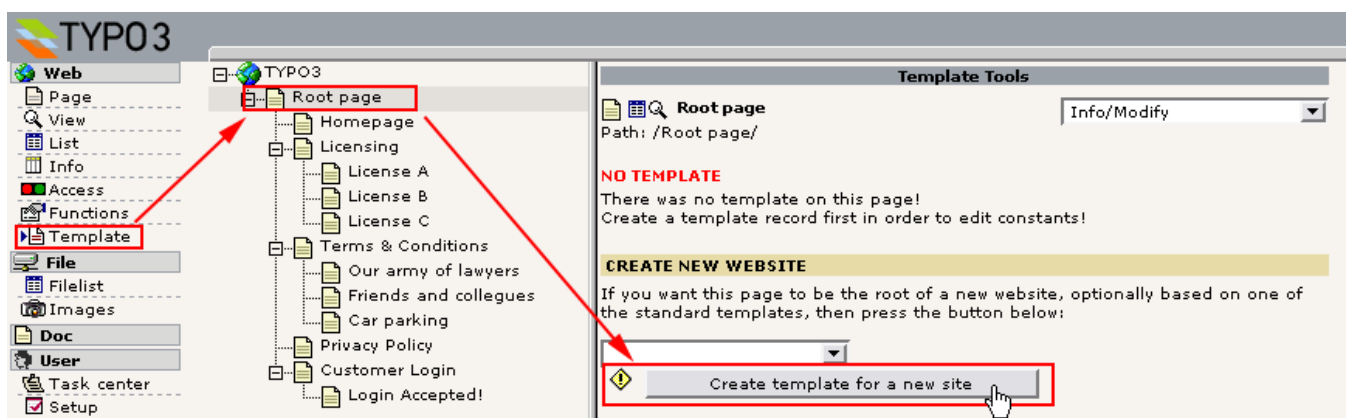 TYPO3
Web
Page
View
List
Info
Access
Functions
Template
File
Filelist
Images
Doc
User
Task center
Setup
TYPO3
Root page
Homepage
Licensing
License A
License B
License C
Terms & Conditions
Our army of lawyers
Friends and collegues
Car parking
Privacy Policy
Customer Login
Login Accepted!
Template Tools
Root page
Info/Modify
Path: /Root page/
NO TEMPLATE
There was no template on this page!
Create a template record first in order to edit constants!
CREATE NEW WEBSITE
If you want this page to be the root of a new website, optionally based on one of
the standard templates, then press the button below:
Create template for a new site